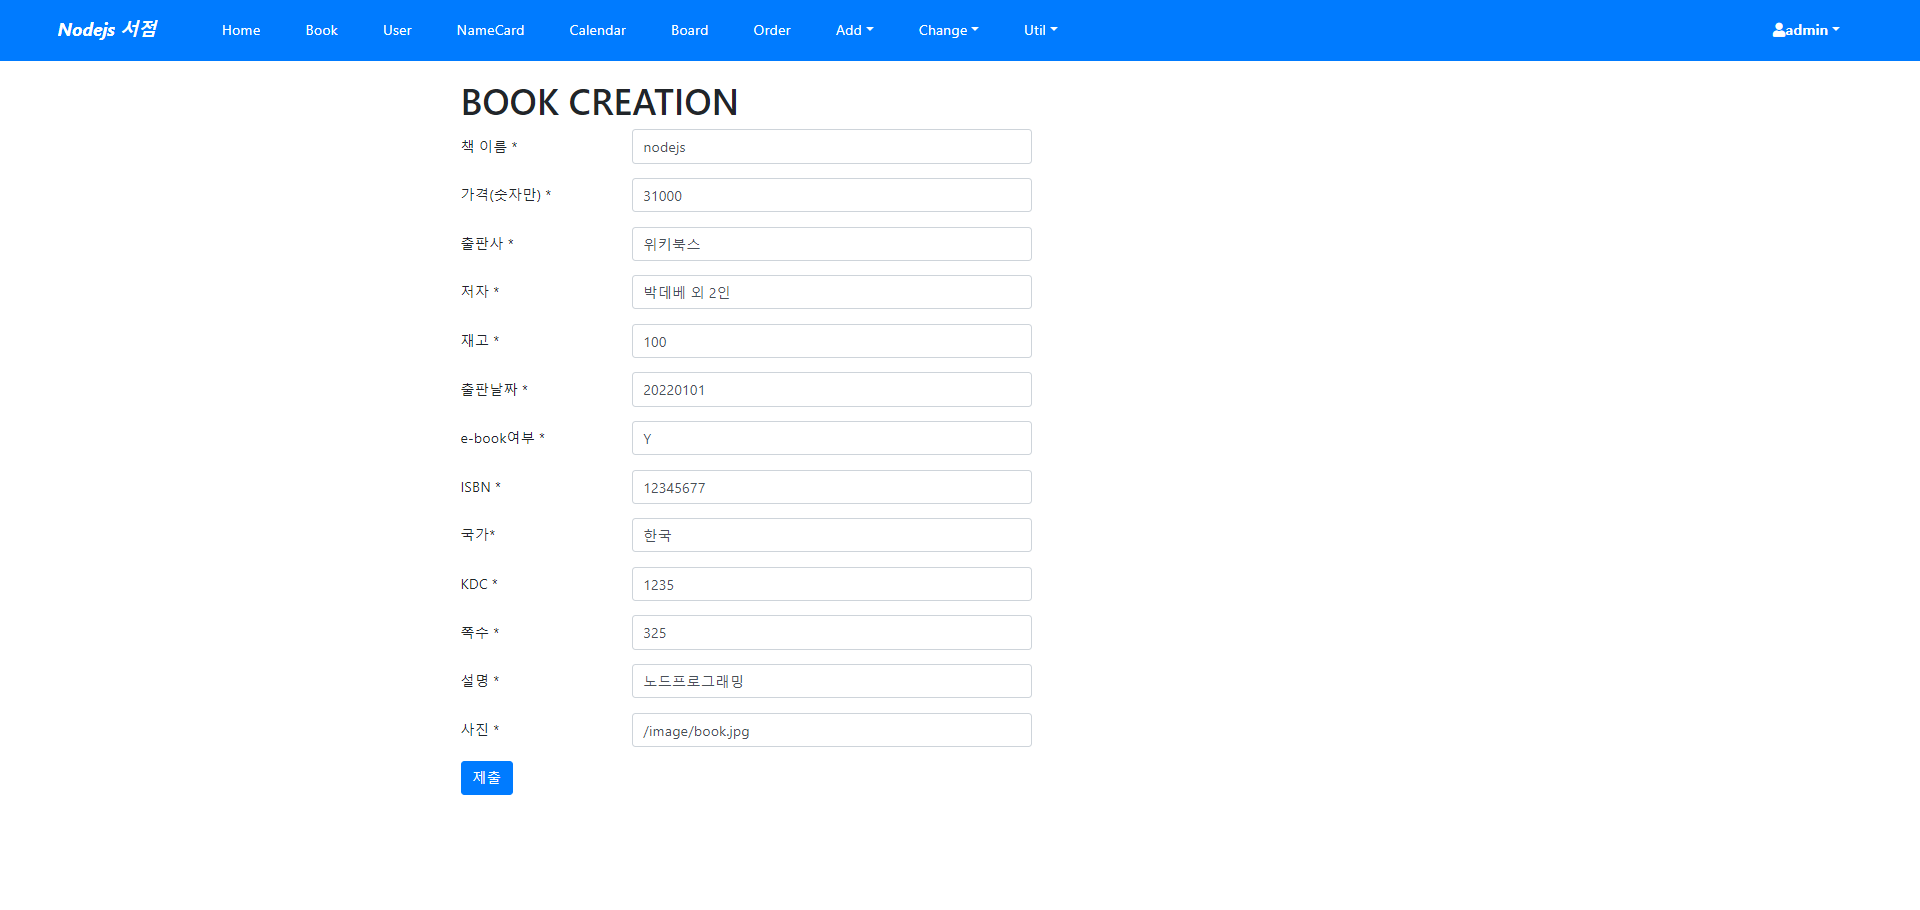 Nodejs 서점 Home Book User NameCard Calendar Board Order Add Change Util admin
BOOK CREATION
책 이름 * nodejs
가격(숫자만) * 31000
출판사 * 위키북스
저자 * 박데베 외 2인
재고 * 100
출판날짜 * 20220101
e-book여부 * Y
ISBN * 12345677
국가* 한국
KDC * 1235
쪽수 * 325
설명 * 노드프로그래밍
사진 * /image/book.jpg
제출